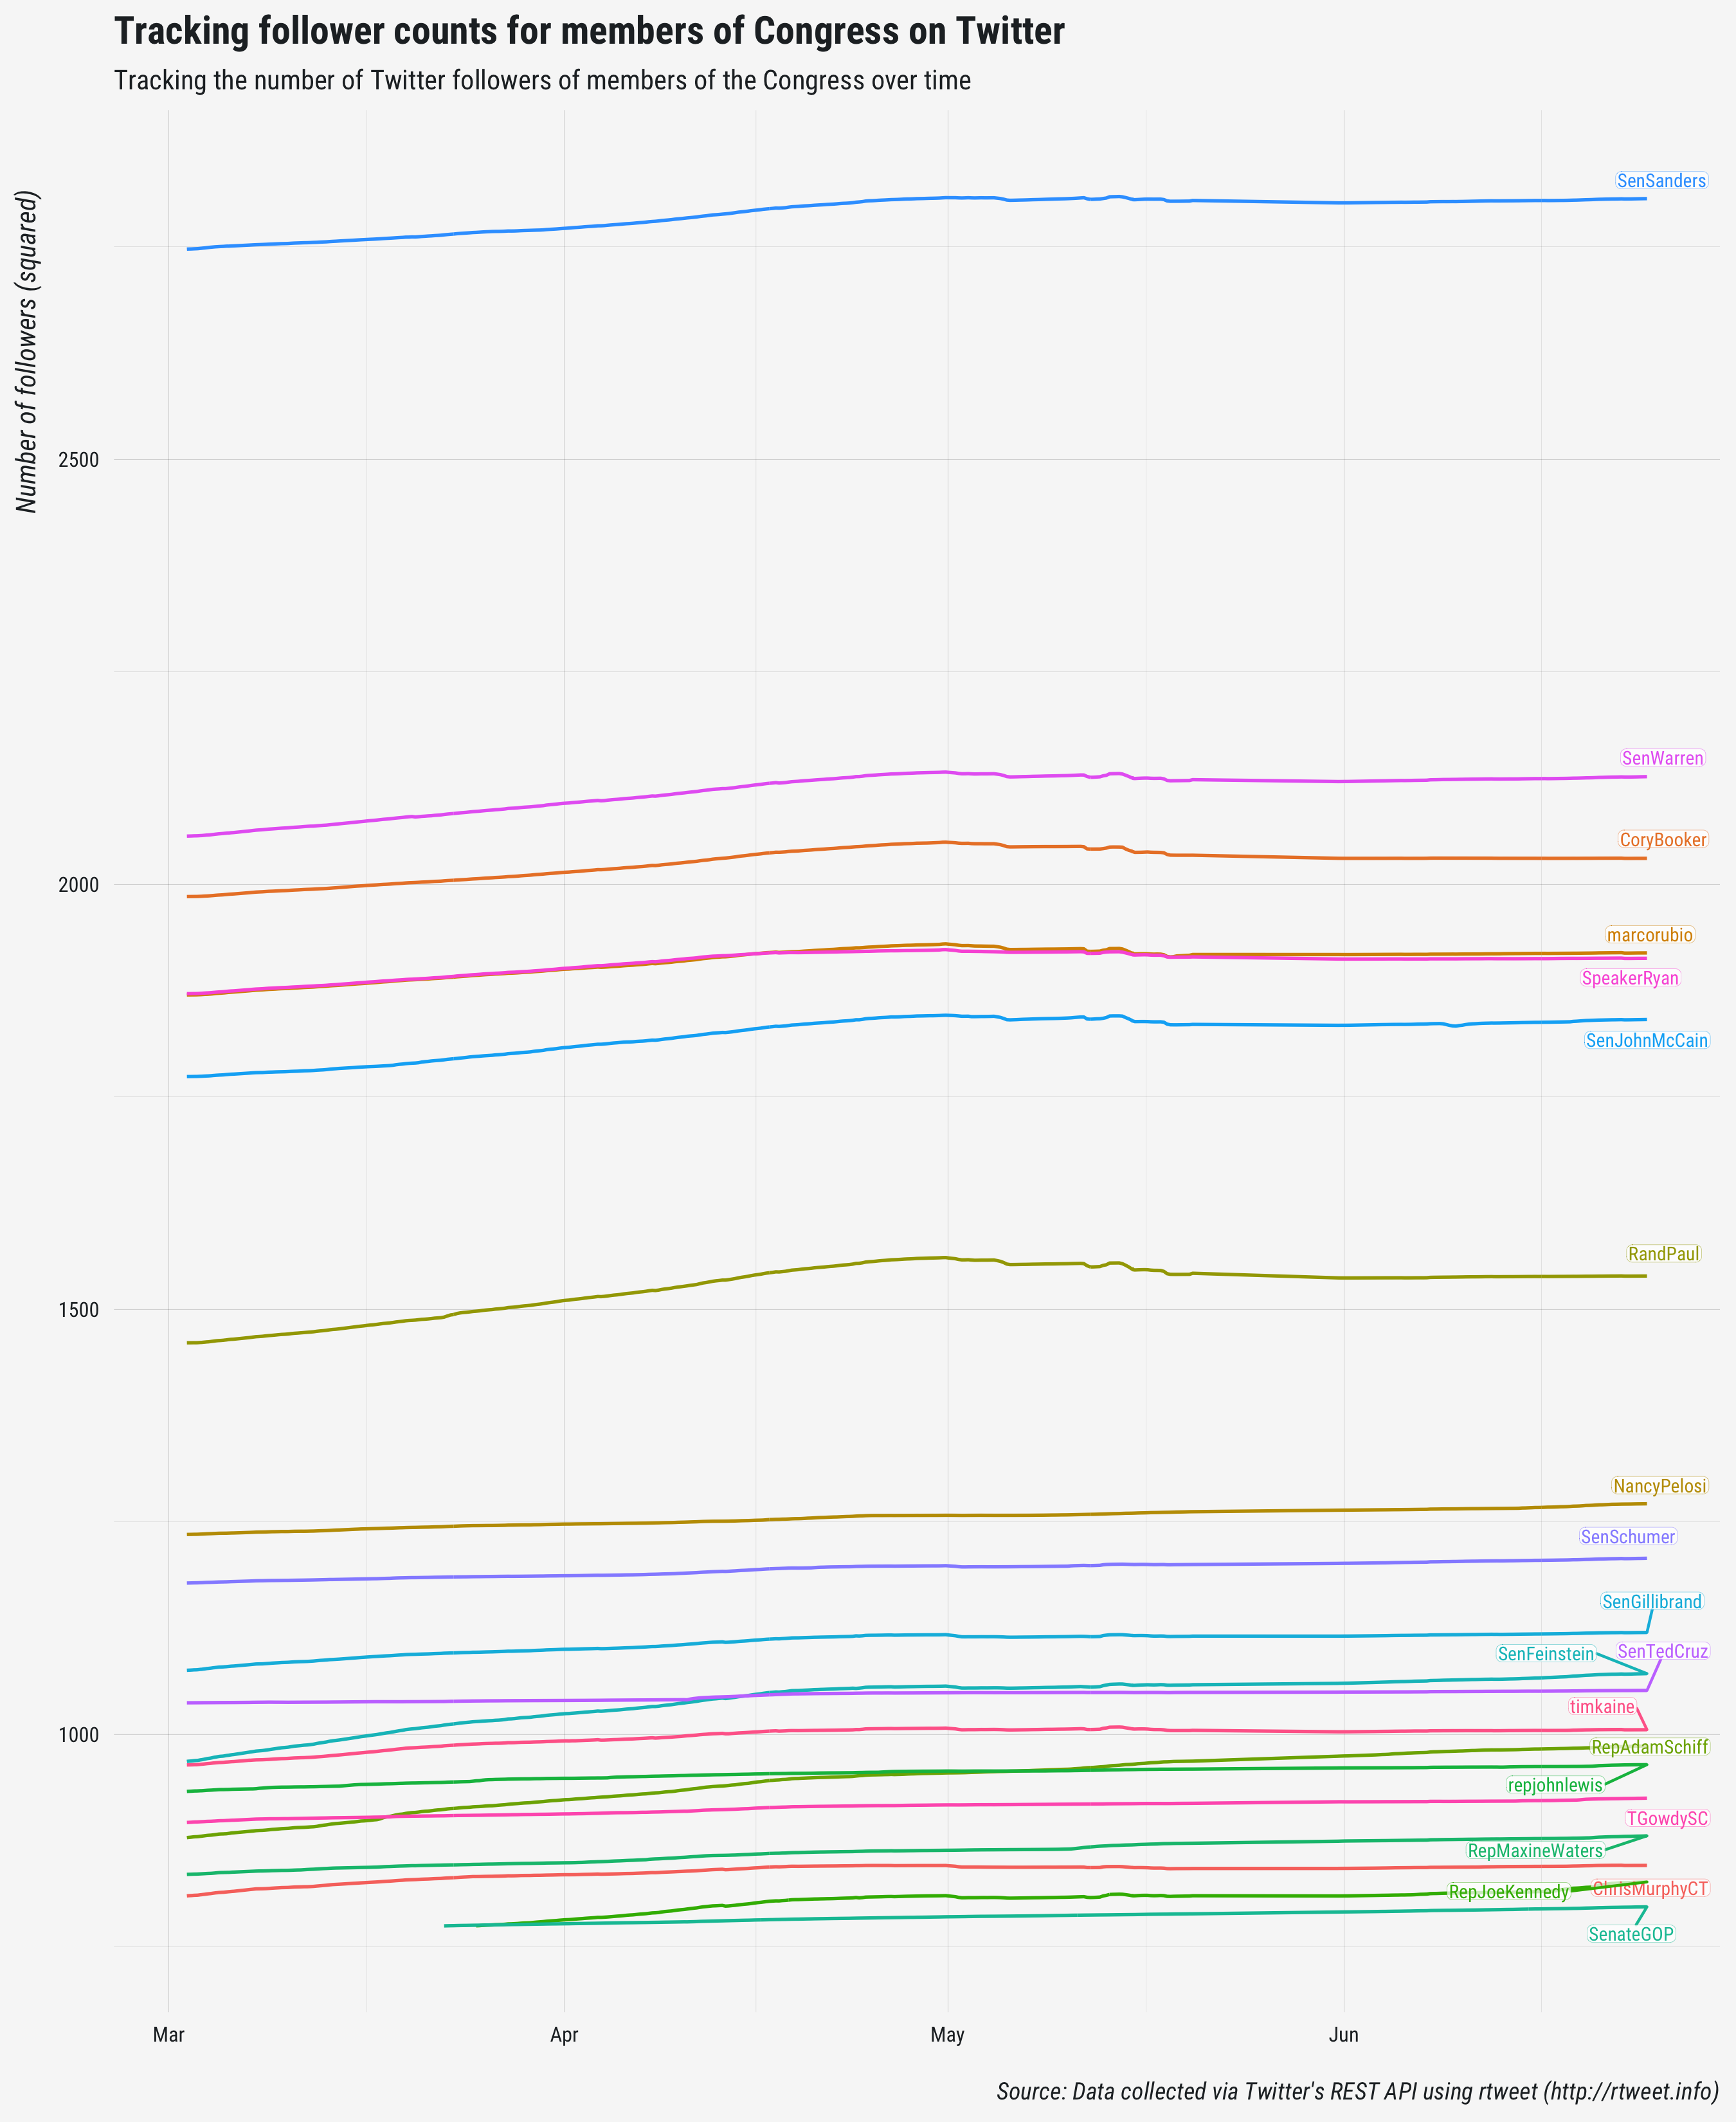 Tracking follower counts for members of Congress on Twitter
Tracking the number of Twitter followers of members of the Congress over time
Number of followers (squared)
SenSanders
2500
SenWarren
CoryBooker
2000
marcorubio
SpeakerRyan
SenJohnMcCain
RandPaul
1500
NancyPelosi
SenSchumer
SenGillibrand
SenTedCruz
SenFeinstein
timkaine
1000
RepAdamSchiff
repjohnlewis
TGowdySC
RepMaxineWaters
ChrisMurphyCT
RepJoeKennedy
SenateGOP
Mar Apr May Jun
Source: Data collected via Twitter's REST API using rtweet (http://rtweet.info)